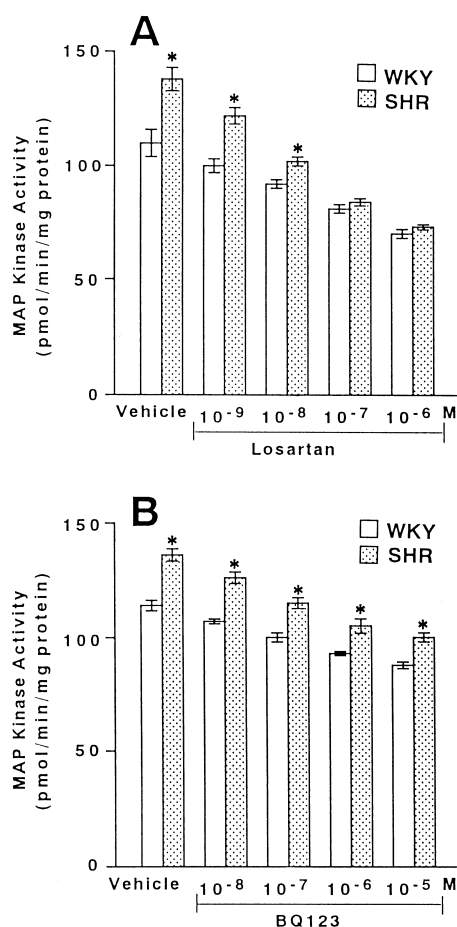 A
150
100
50
0
MAP Kinase Activity
(pmol/min/mg protein)
WKY
SHR
* * *
Vehicle 10-9 10-8 10-7 10-6 M
Losartan
B
150
100
50
0
MAP Kinase Activity
(pmol/min/mg protein)
WKY
SHR
* * * * *
Vehicle 10-8 10-7 10-6 10-5 M
BQ123